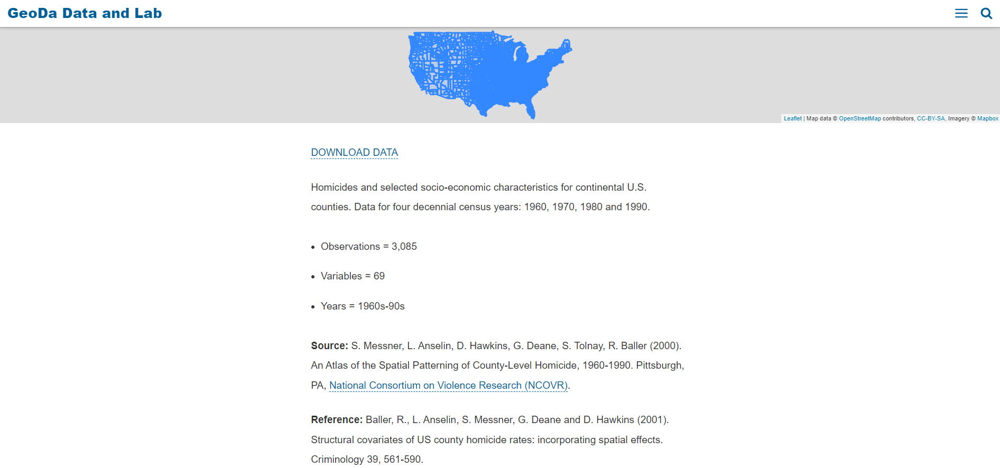 GeoDa Data and Lab
Leaflet | Map data © OpenStreetMap contributors, CC-BY-SA, Imagery © Mapbox
DOWNLOAD DATA
Homicides and selected socio-economic characteristics for continental U.S.
counties. Data for four decennial census years: 1960, 1970, 1980 and 1990.
• Observations = 3,085
• Variables = 69
• Years = 1960s-90s
Source: S. Messner, L. Anselin, D. Hawkins, G. Deane, S. Tolnay, R. Baller (2000).
An Atlas of the Spatial Patterning of County-Level Homicide, 1960-1990. Pittsburgh,
PA, National Consortium on Violence Research (NCOVR).
Reference: Baller, R., L. Anselin, S. Messner, G. Deane and D. Hawkins (2001).
Structural covariates of US county homicide rates: incorporating spatial effects.
Criminology 39, 561-590.